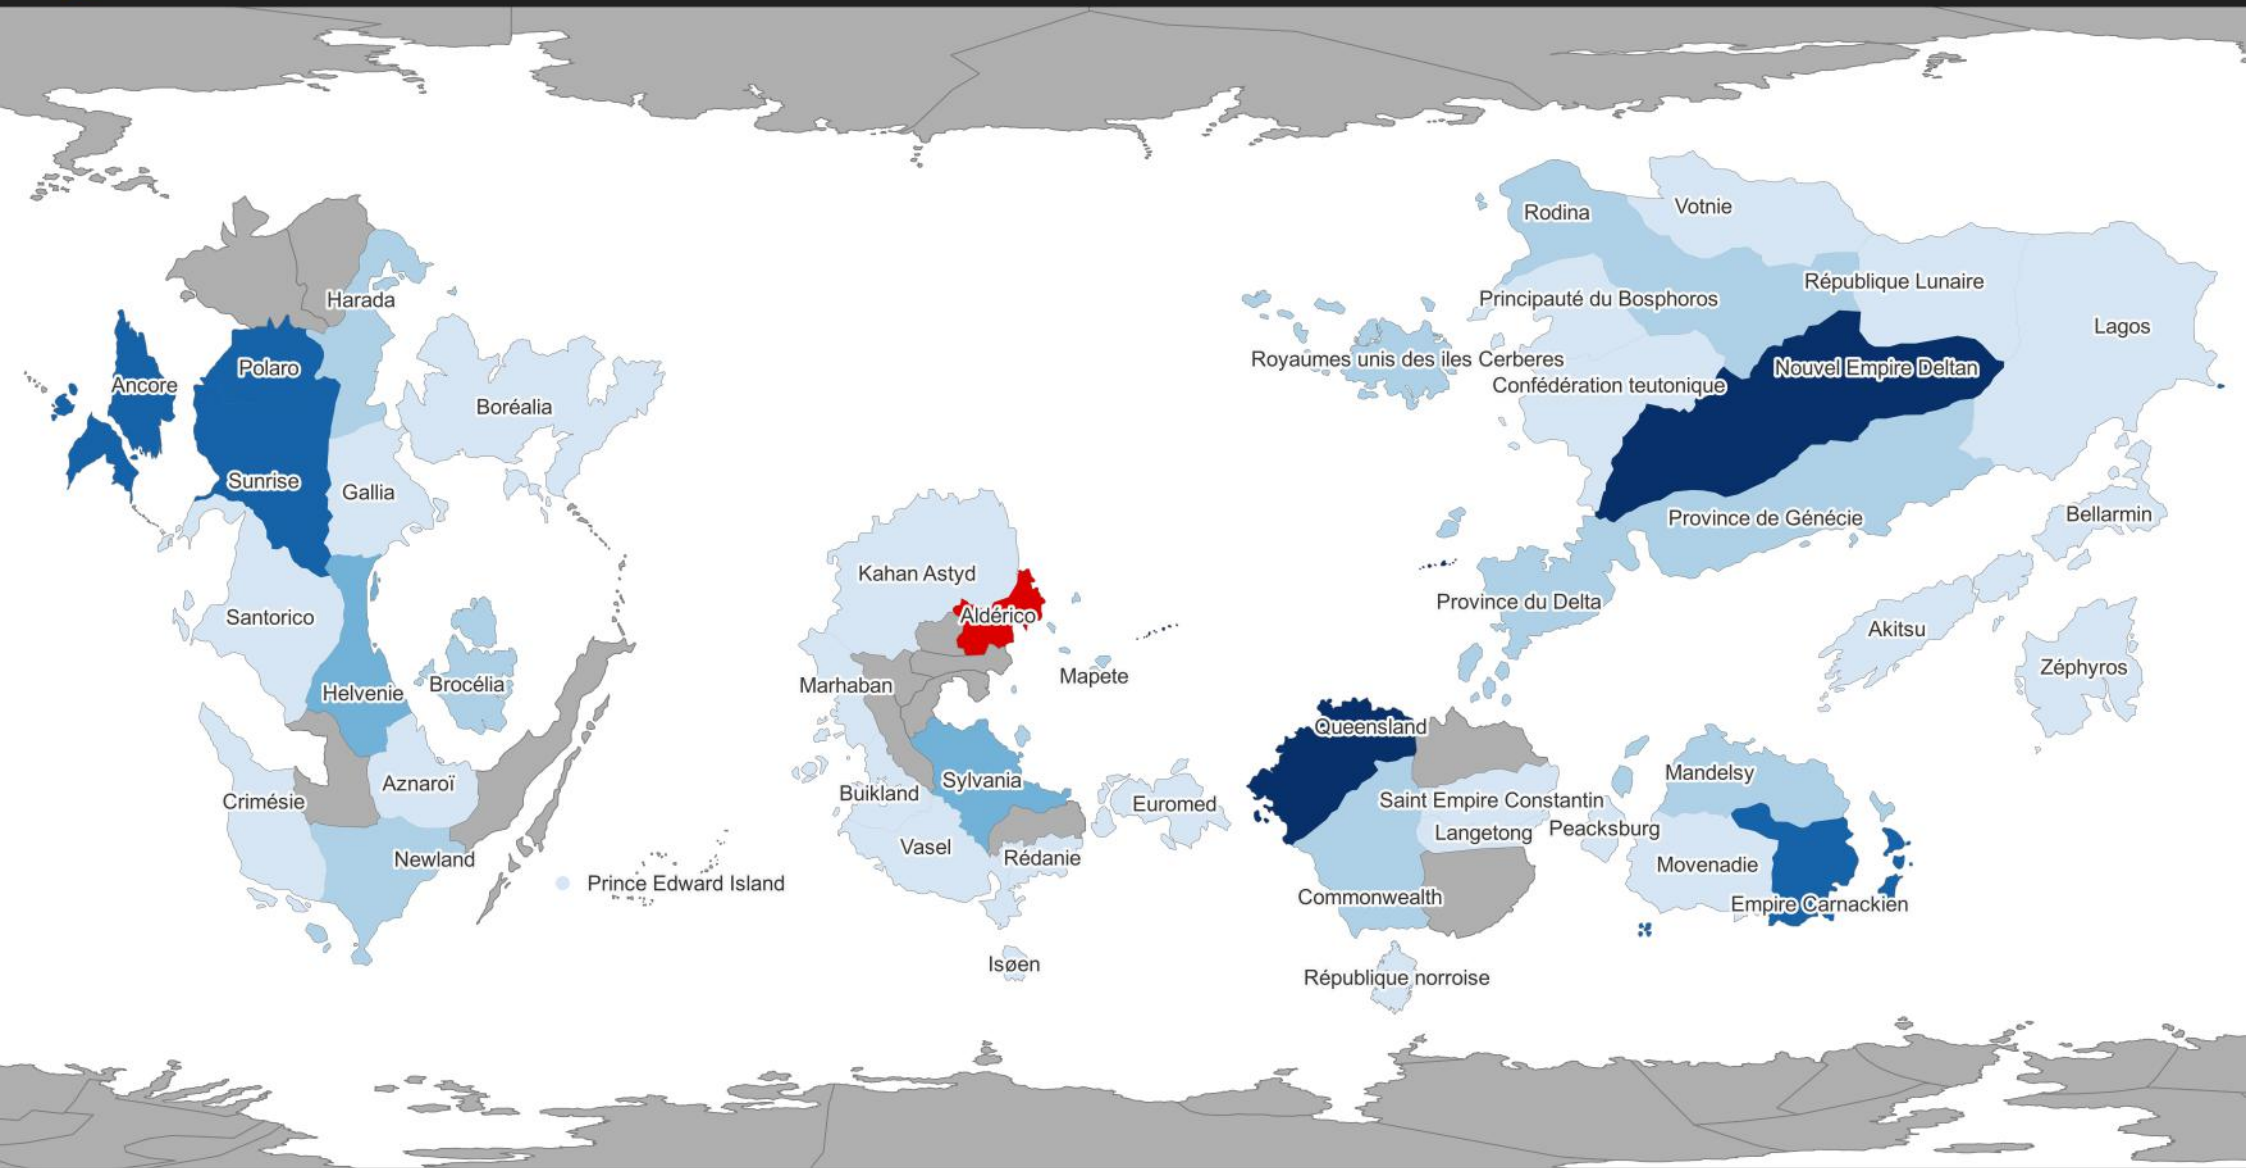 Votnie
Rodina
République Lunaire
Harada
Principauté du Bosphoros
Lagos
Royaumes unis des iles Cerberes
Polaro
Nouvel Empire Deltan
Ancore
Confédération teutonique
Boréalia
Sunrise
Gallia
Bellarmin
Province de Génécie
Kahan Astyd
Province du Delta
Aldérico
Santorico
Akitsu
Zéphyros
Mapete
Brocélia
Marhaban
Helvenie
Queensland
Mandelsy
Sylvania
Aznaroï
Buikland
Saint Empire Constantin
Crimésie
Euromed
Peacksburg
Langetong
Vasel
Rédanie
Newland
Movenadie
Prince Edward Island
Commonwealth
Empire Carnackien
Isøen
République norroise